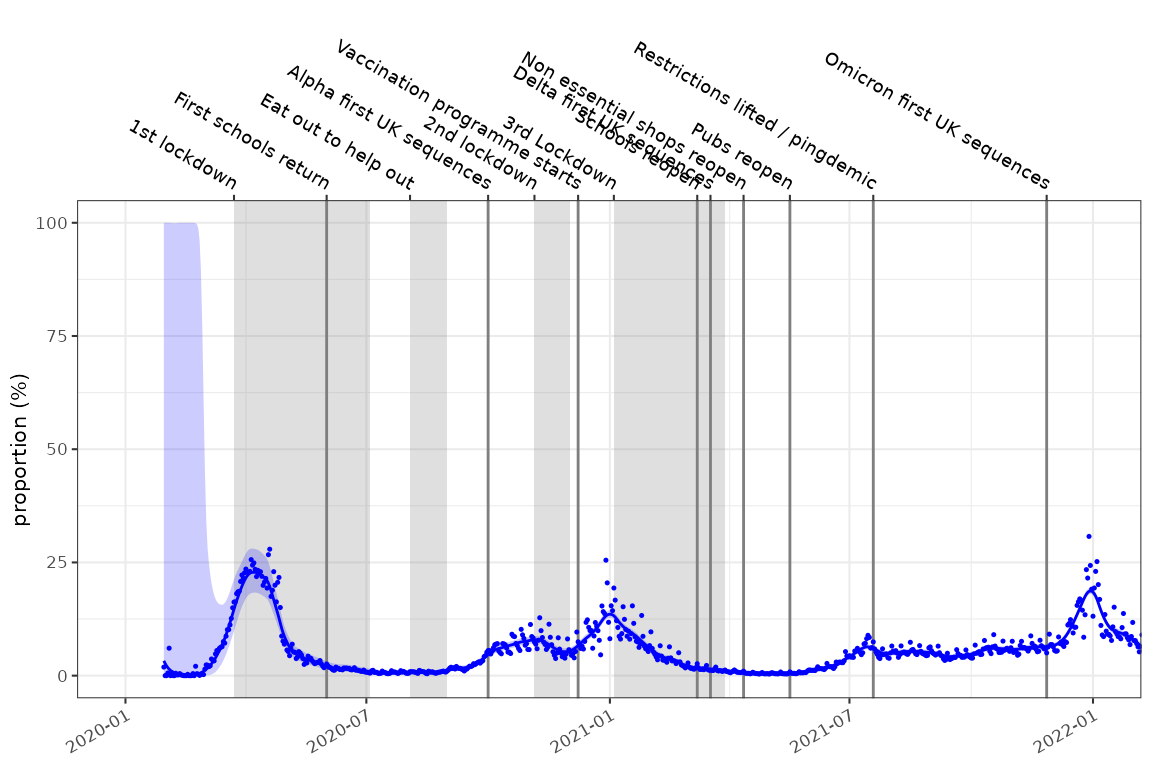 1st lockdown
First schools return
Eat out to help out
Alpha first UK sequences
2nd lockdown
Vaccination programme starts
3rd Lockdown
Schools reopen
Delta first UK sequences
Non essential shops reopen
Pubs reopen
Restrictions lifted / pingdemic
Omicron first UK sequences
proportion (%)
100
75
50
25
0
2020-01
2020-07
2021-01
2021-07
2022-01